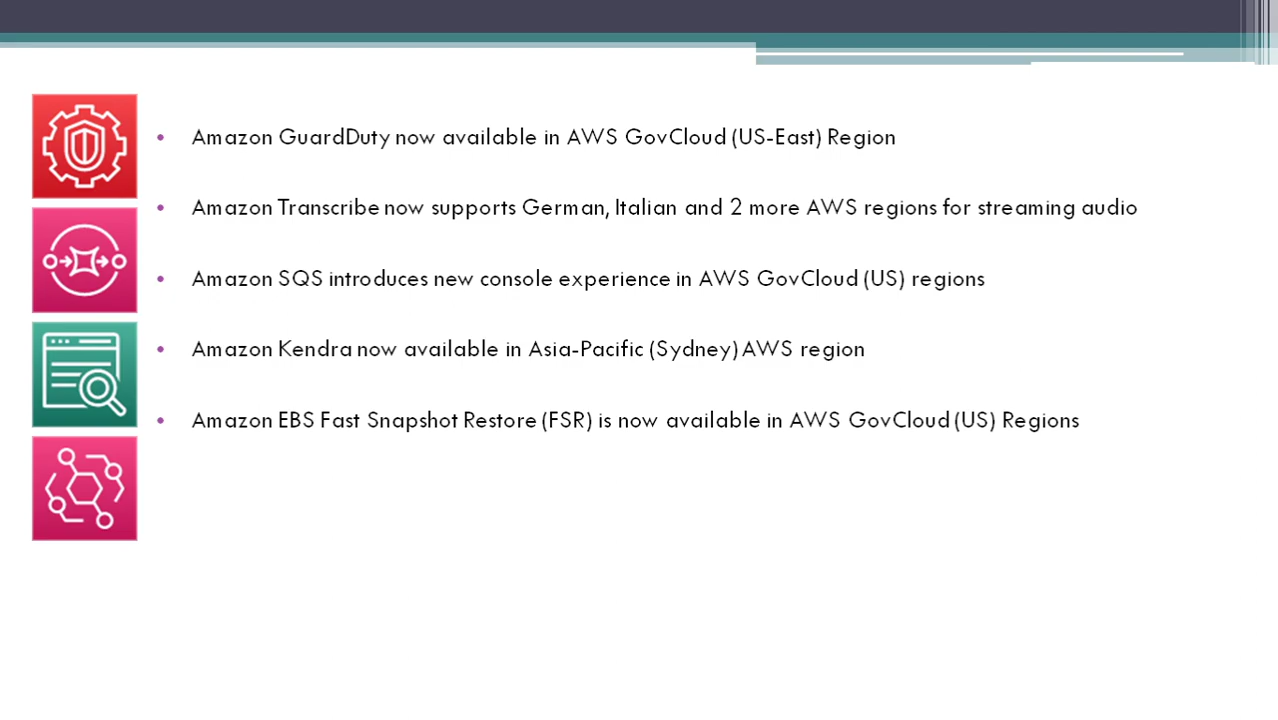 • Amazon GuardDuty now available in AWS GovCloud (US-East) Region
• Amazon Transcribe now supports German, Italian and 2 more AWS regions for streaming audio
• Amazon SQS introduces new console experience in AWS GovCloud (US) regions
• Amazon Kendra now available in Asia-Pacific (Sydney) AWS region
• Amazon EBS Fast Snapshot Restore (FSR) is now available in AWS GovCloud (US) Regions